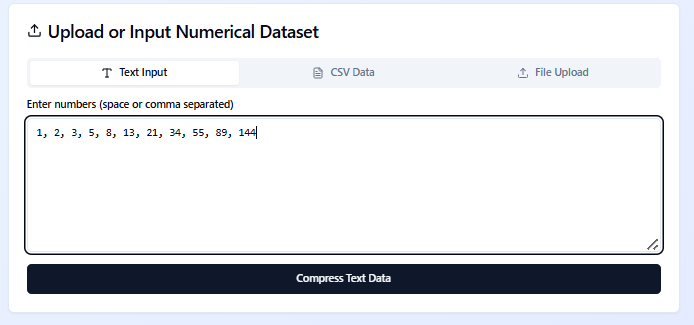 Upload or Input Numerical Dataset
Text Input
CSV Data
File Upload
Enter numbers (space or comma separated)
1, 2, 3, 5, 8, 13, 21, 34, 55, 89, 144
Compress Text Data